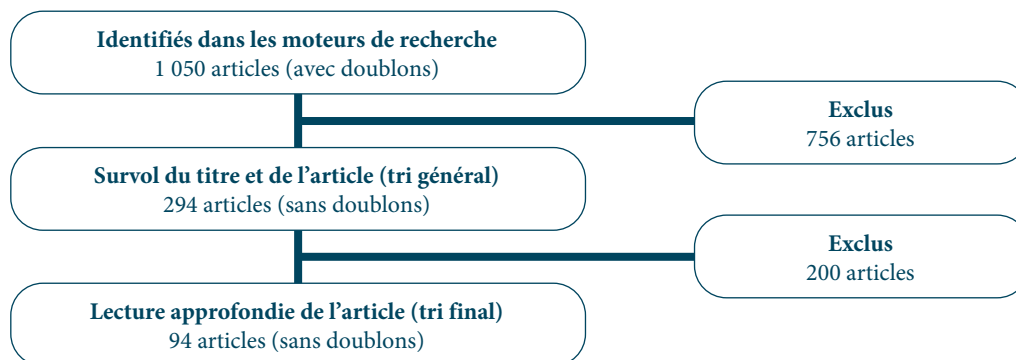 Identifiés dans les moteurs de recherche
1 050 articles (avec doublons)
Exclus
756 articles
Survol du titre et de l’article (tri général)
294 articles (sans doublons)
Exclus
200 articles
Lecture approfondie de l’article (tri final)
94 articles (sans doublons)